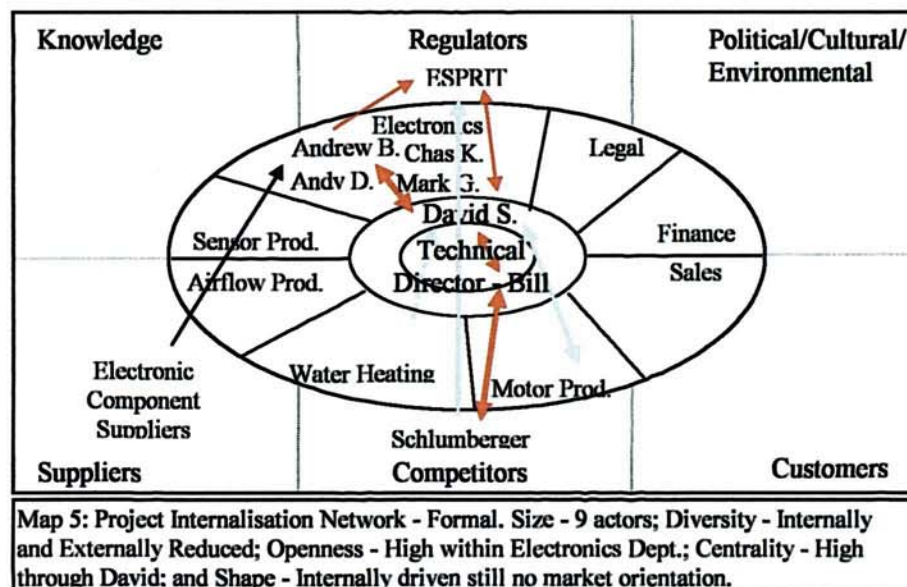 Knowledge
Regulators
Political/Cultural/
Environmental
ESPRIT
Electronics
Andrew B.
Chas K.
Legal
Andy D.
Mark G.
David S.
Sensor Prod.
Technical
Finance
Airflow Prod.
Director - Bill
Sales
Electronic
Component
Suppliers
Water Heating
Motor Prod.
Schlumberger
Suppliers
Competitors
Customers
Map 5: Project Internalisation Network - Formal. Size - 9 actors; Diversity - Internally
and Externally Reduced; Openness - High within Electronics Dept.; Centrality - High
through David; and Shape - Internally driven still no market orientation.